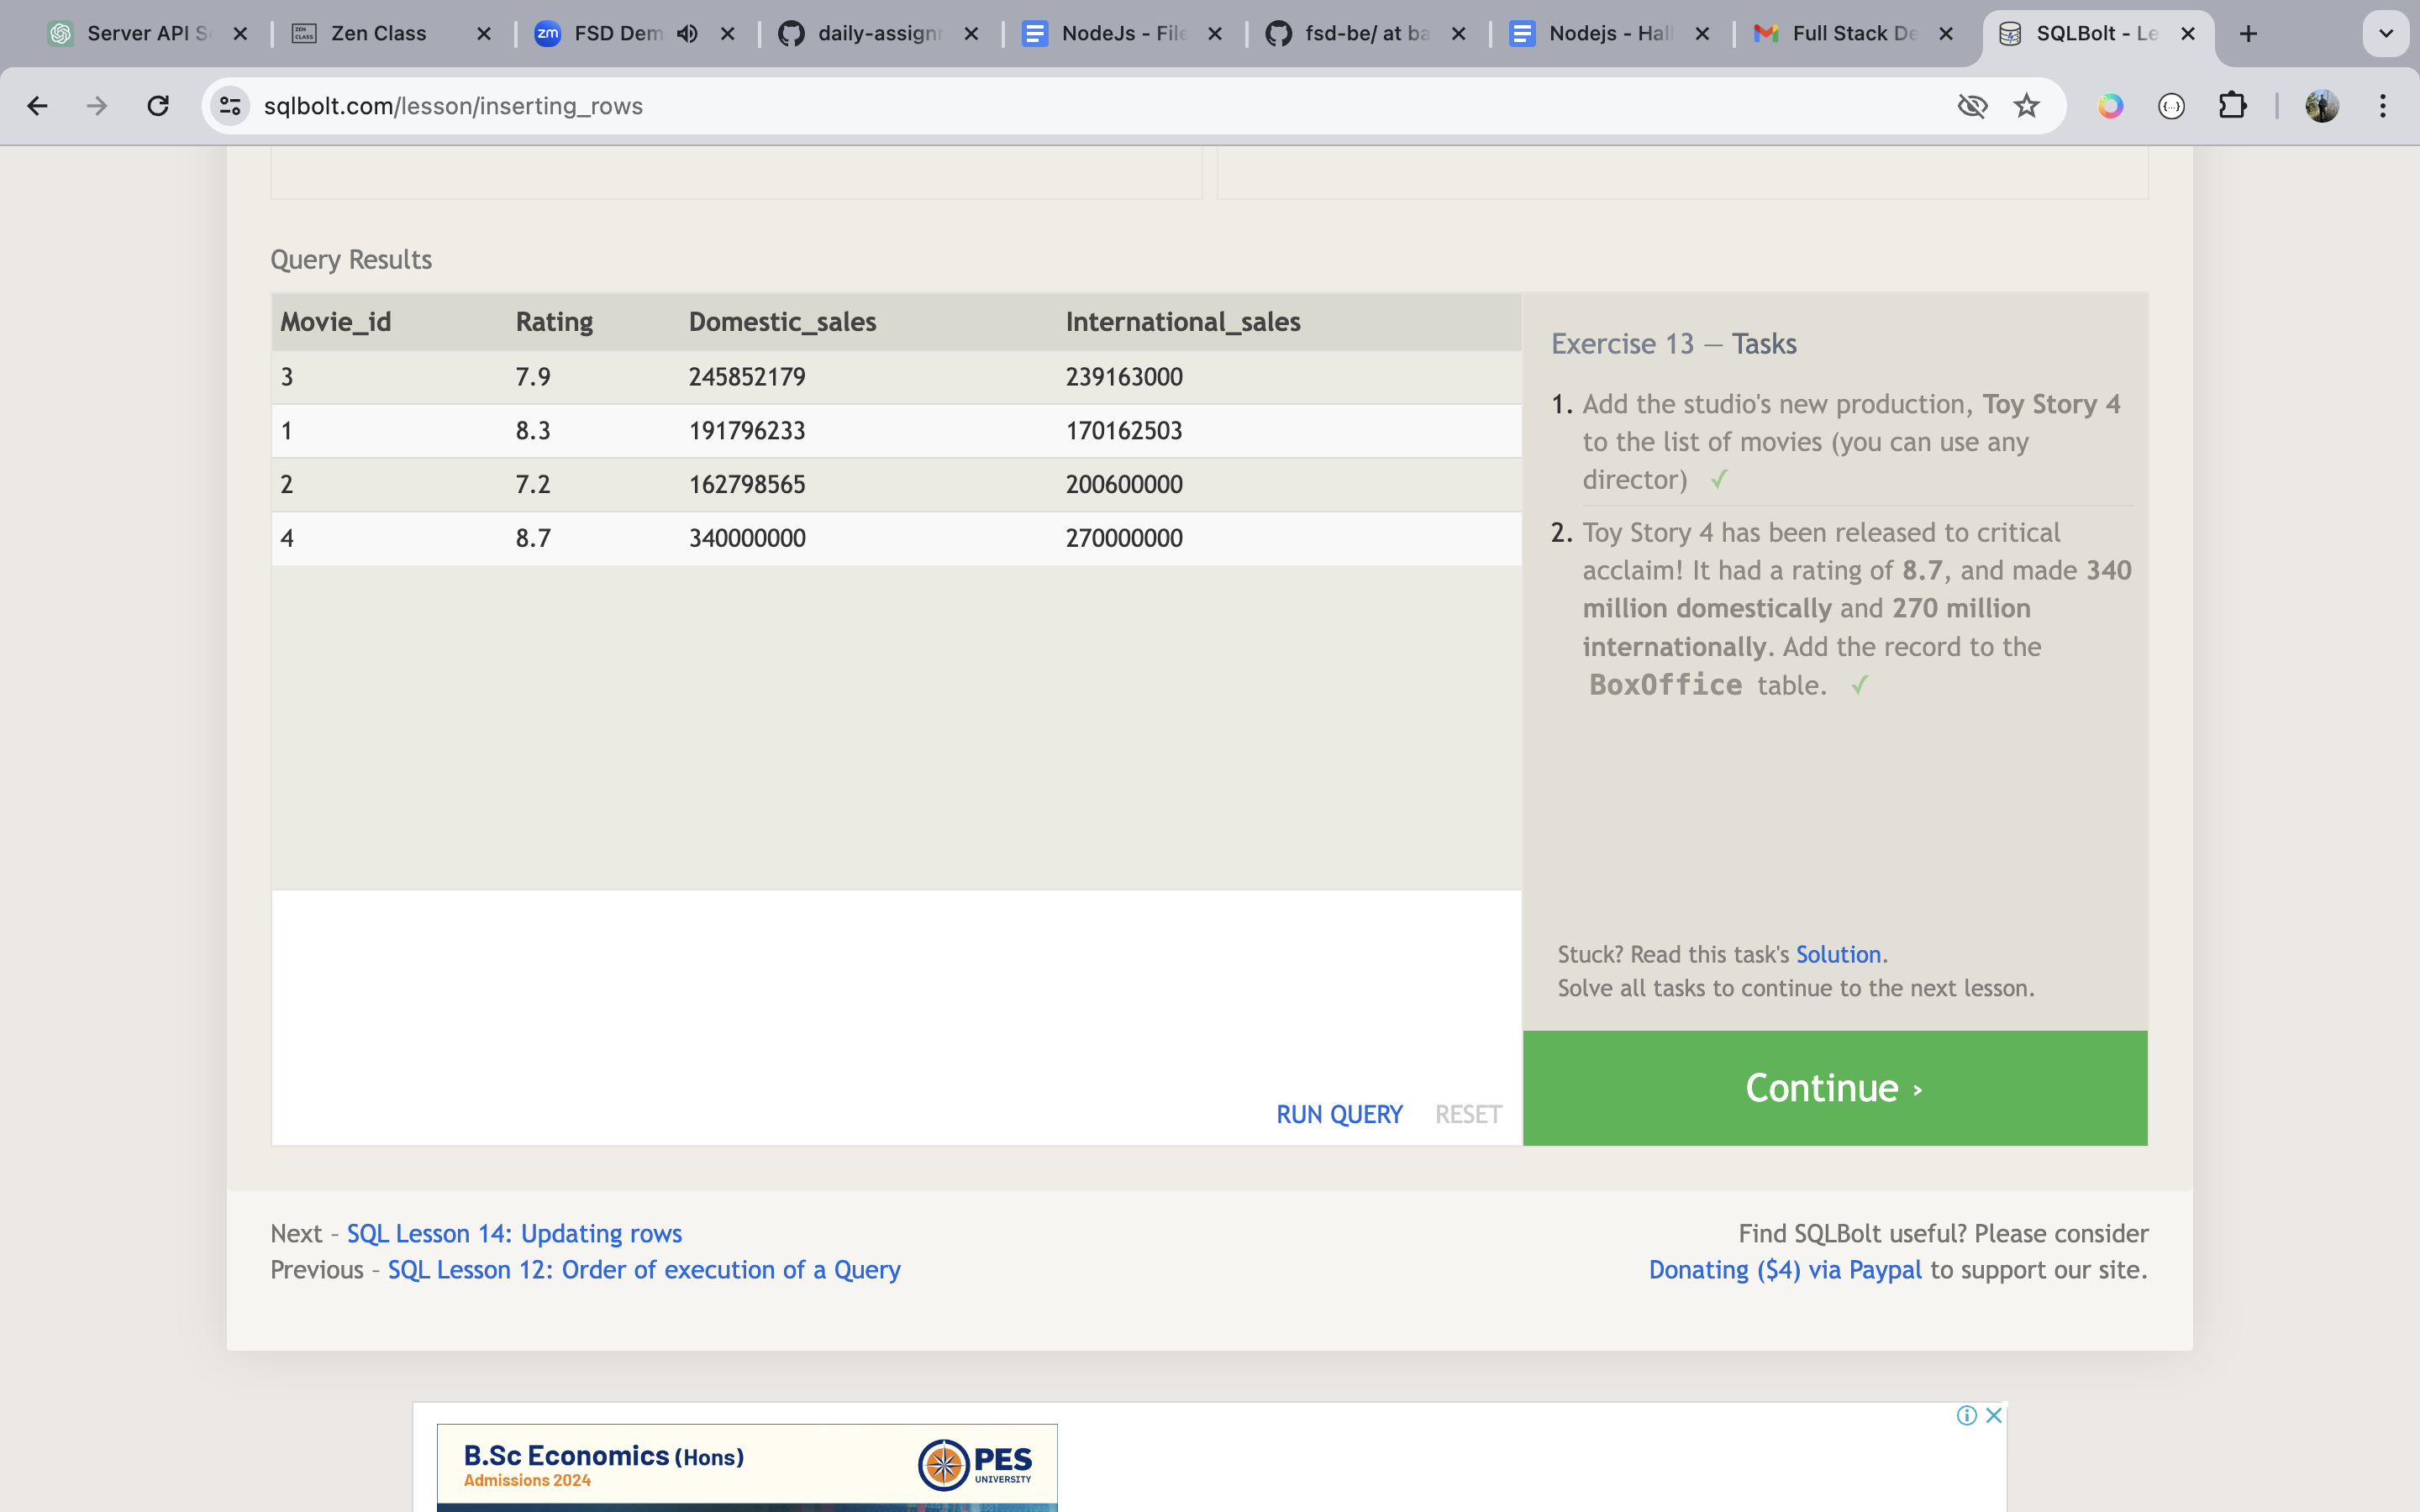 Server API S
Zen Class
FSD Dem
daily-assignn
NodeJs - File
fsd-be/ at ba
Nodejs - Hall
Full Stack De
SQLBolt - Le
sqlbolt.com/lesson/inserting_rows
Query Results
Movie_id Rating Domestic_sales International_sales
3 7.9 245852179 239163000
1 8.3 191796233 170162503
2 7.2 162798565 200600000
4 8.7 340000000 270000000
RUN QUERY RESET
Exercise 13 — Tasks
1. Add the studio's new production, Toy Story 4
to the list of movies (you can use any
director) ✓
2. Toy Story 4 has been released to critical
acclaim! It had a rating of 8.7, and made 340
million domestically and 270 million
internationally. Add the record to the
BoxOffice table. ✓
Stuck? Read this task's Solution.
Solve all tasks to continue to the next lesson.
Continue ›
Next – SQL Lesson 14: Updating rows
Previous – SQL Lesson 12: Order of execution of a Query
Find SQLBolt useful? Please consider
Donating ($4) via Paypal to support our site.
B.Sc Economics (Hons)
Admissions 2024
PES
UNIVERSITY